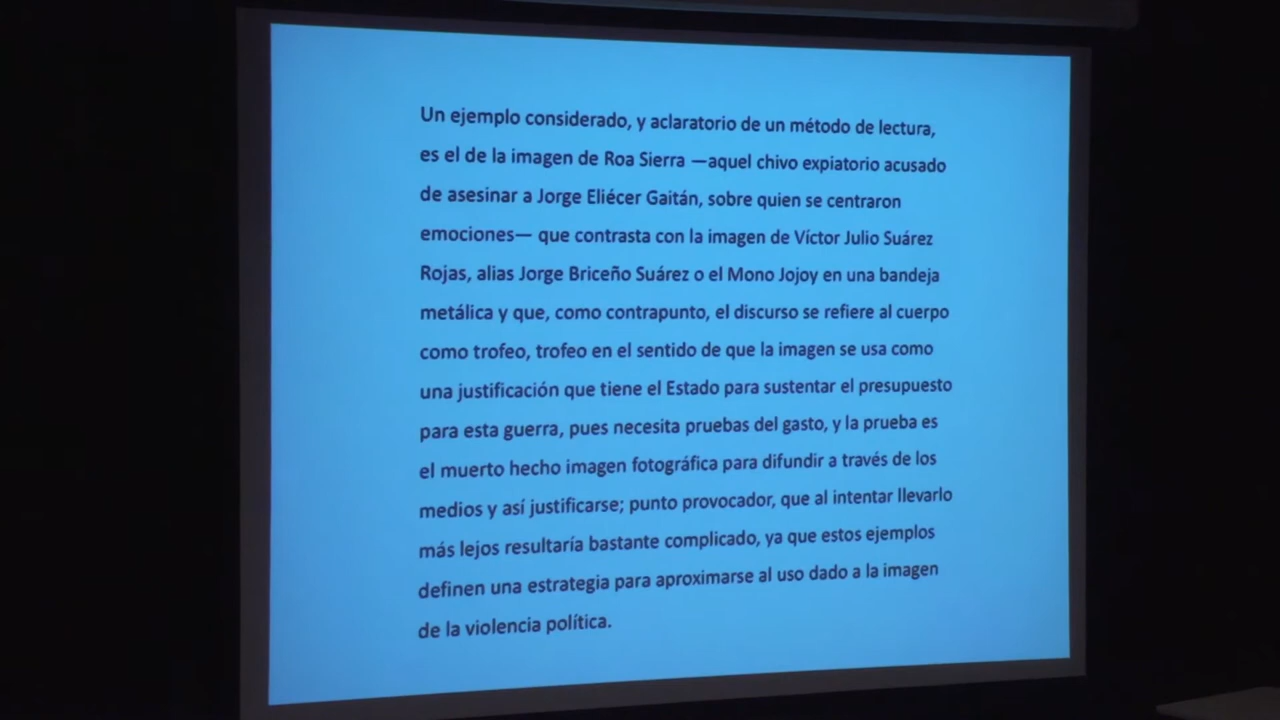 Un ejemplo considerado, y aclaratorio de un método de lectura,
es el de la imagen de Roa Sierra —aquel chivo expiatorio acusado
de asesinar a Jorge Eliécer Gaitán, sobre quien se centraron
emociones— que contrasta con la imagen de Víctor Julio Suárez
Rojas, alias Jorge Briceño Suárez o el Mono Jojoy en una bandeja
metálica y que, como contrapunto, el discurso se refiere al cuerpo
como trofeo, trofeo en el sentido de que la imagen se usa como
una justificación que tiene el Estado para sustentar el presupuesto
para esta guerra, pues necesita pruebas del gasto, y la prueba es
el muerto hecho imagen fotográfica para difundir a través de los
medios y así justificarse; punto provocador, que al intentar llevarlo
más lejos resultaría bastante complicado, ya que estos ejemplos
definen una estrategia para aproximarse al uso dado a la imagen
de la violencia política.